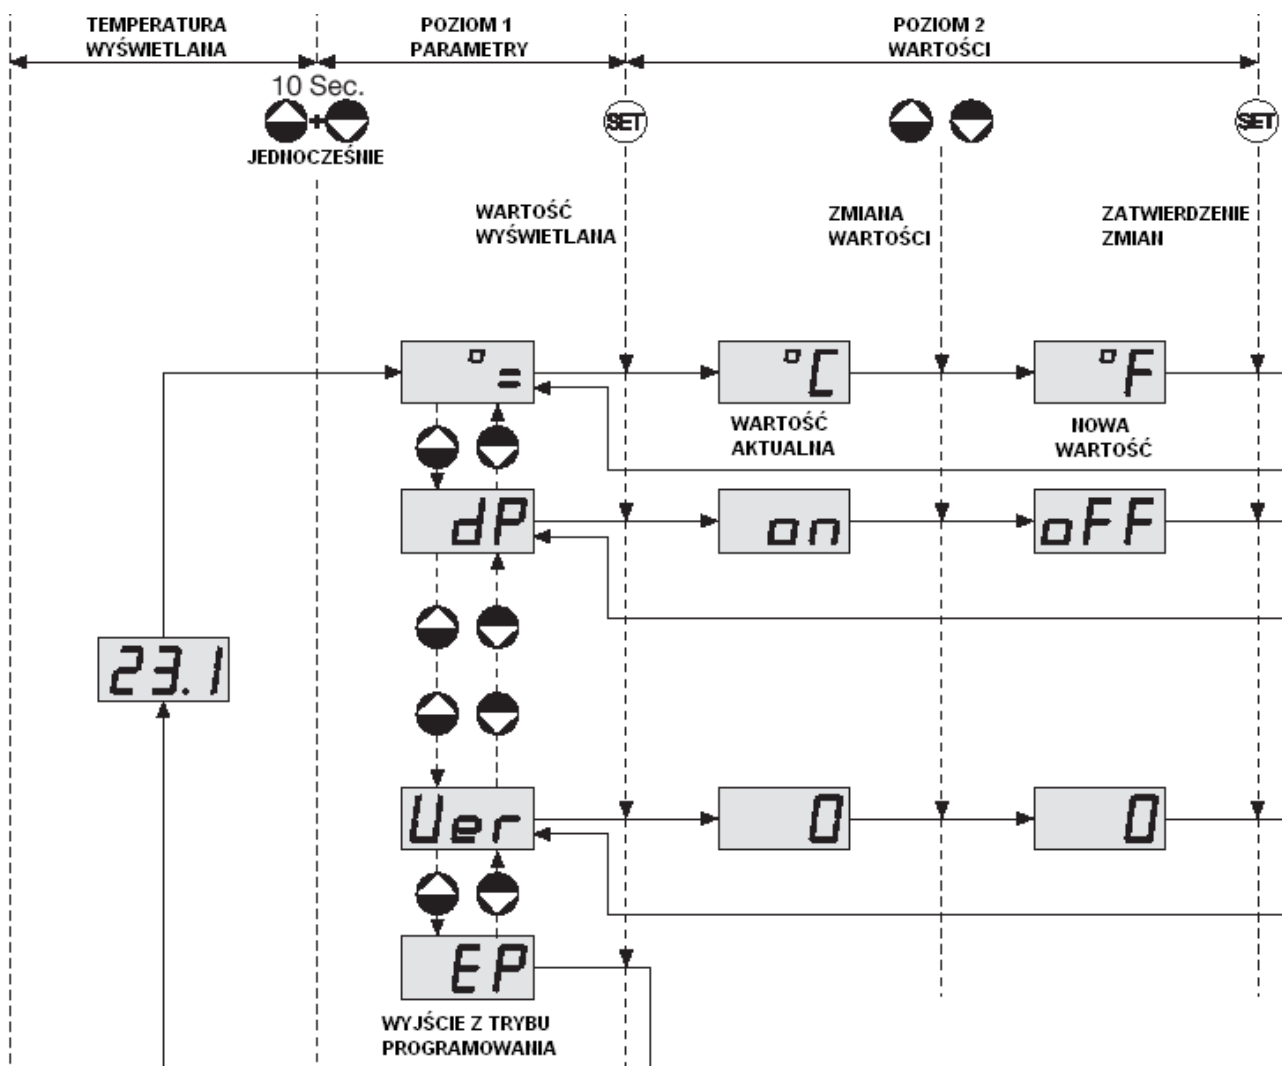 TEMPERATURA
WYŚWIETLANA
POZIOM 1
PARAMETRY
POZIOM 2
WARTOŚCI
10 Sec.
+
JEDNOCZEŚNIE
SET
SET
WARTOŚĆ
WYŚWIETLANA
ZMIANA
WARTOŚCI
ZATWIERDZENIE
ZMIAN
°=
°C
°F
WARTOŚĆ
AKTUALNA
NOWA
WARTOŚĆ
dP
on
oFF
23.1
Uer
0
0
EP
WYJŚCIE Z TRYBU
PROGRAMOWANIA